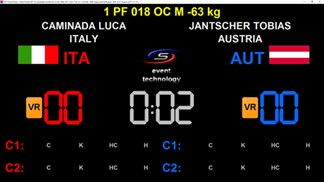 1 PF 018 OC M -63 kg
CAMINADA LUCA
ITALY
ITA
JANTSCHER TOBIAS
AUSTRIA
AUT
S
event
technology
VR 00
0:02
VR 00
C1: C K HC H
C1: C K HC H
C2: C K HC H
C2: C K HC H